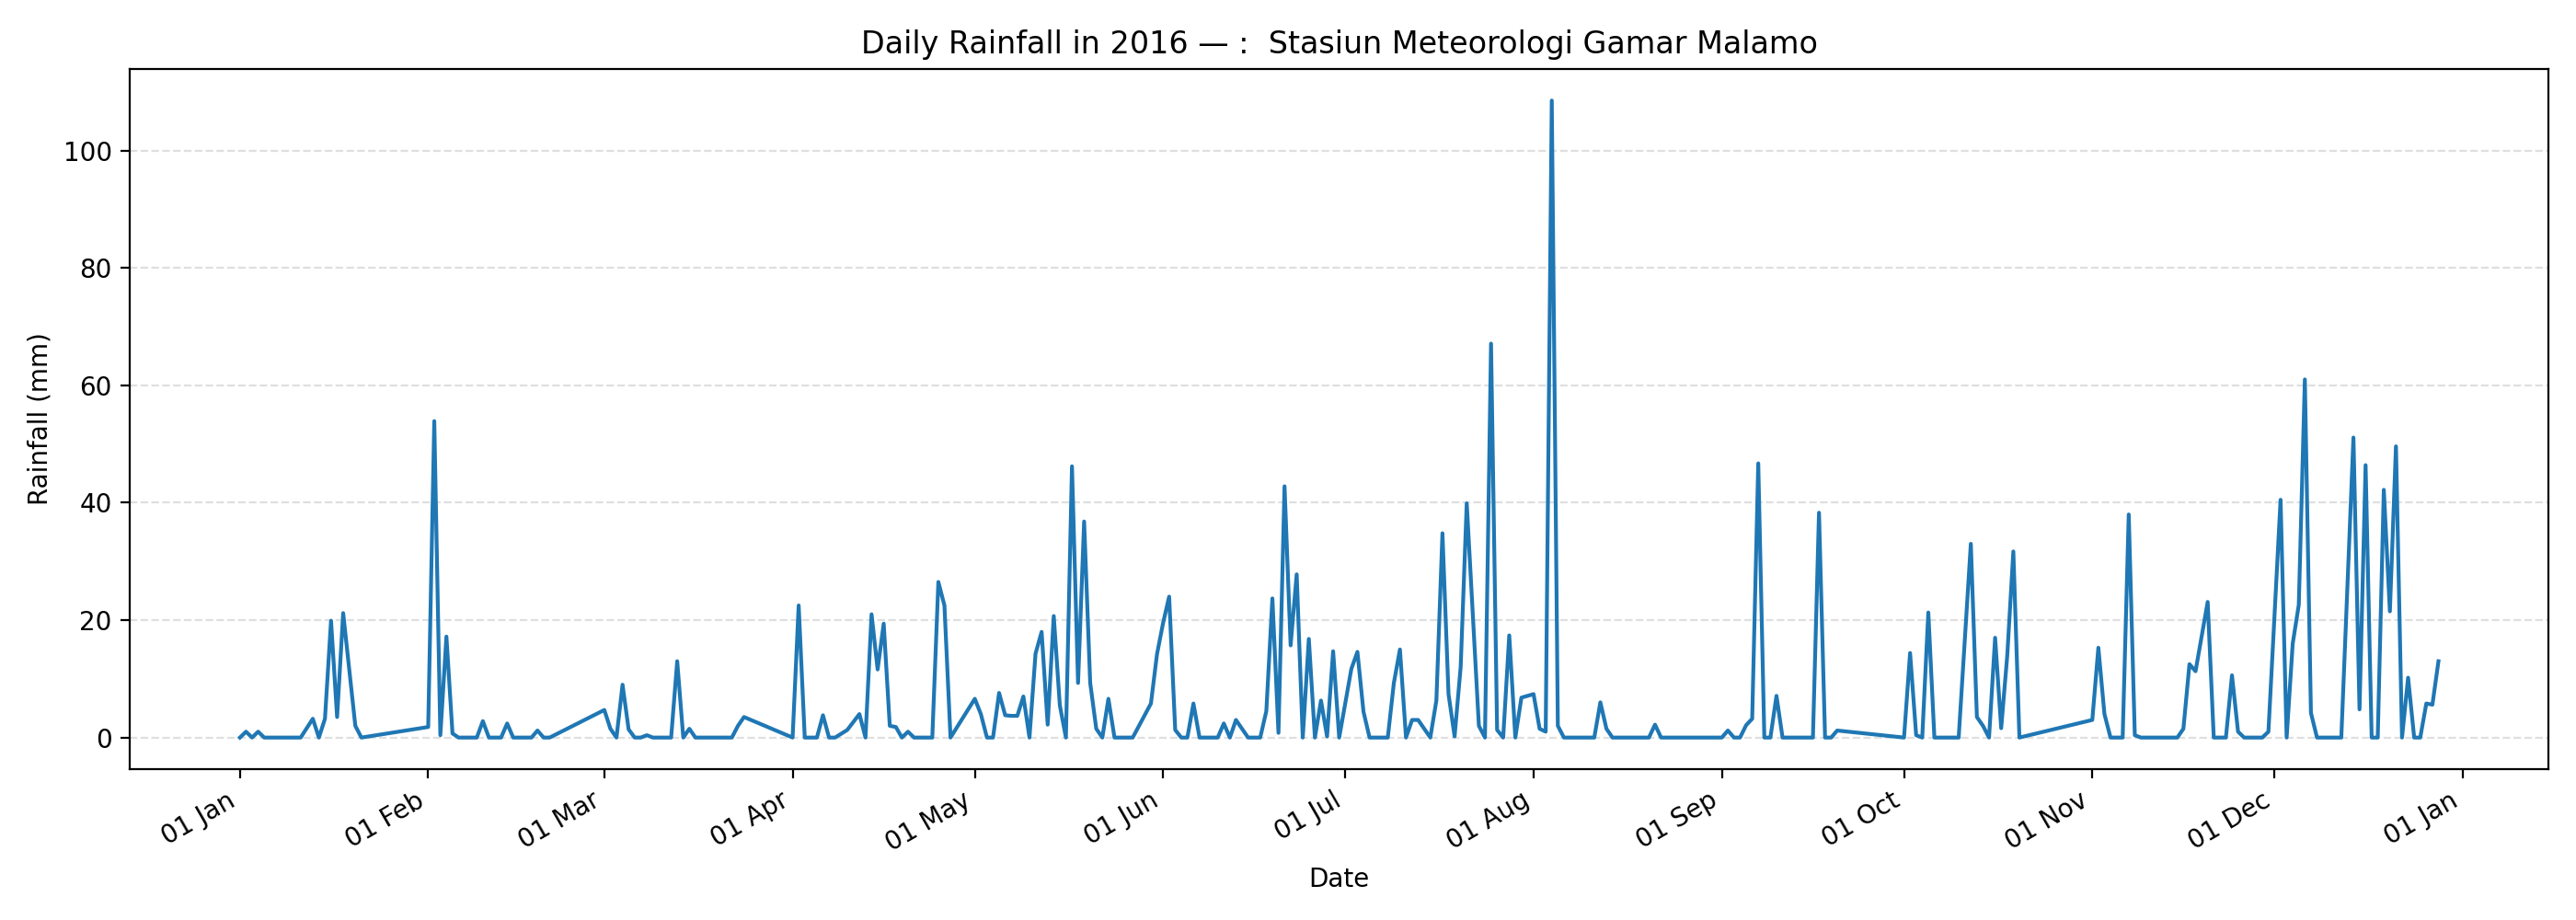 Daily Rainfall in 2016 — :  Stasiun Meteorologi Gamar Malamo
Rainfall (mm)
100
80
60
40
20
0
01 Jan
01 Feb
01 Mar
01 Apr
01 May
01 Jun
01 Jul
01 Aug
01 Sep
01 Oct
01 Nov
01 Dec
01 Jan
Date